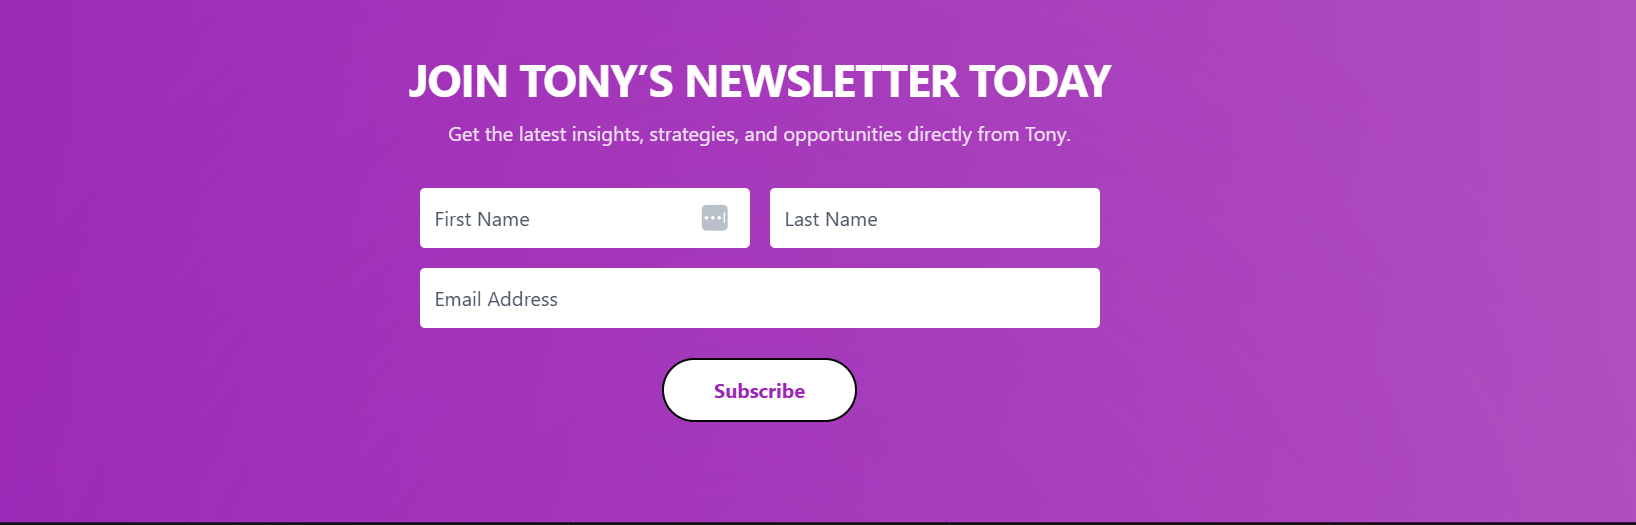 JOIN TONY’S NEWSLETTER TODAY
Get the latest insights, strategies, and opportunities directly from Tony.
First Name
Last Name
Email Address
Subscribe